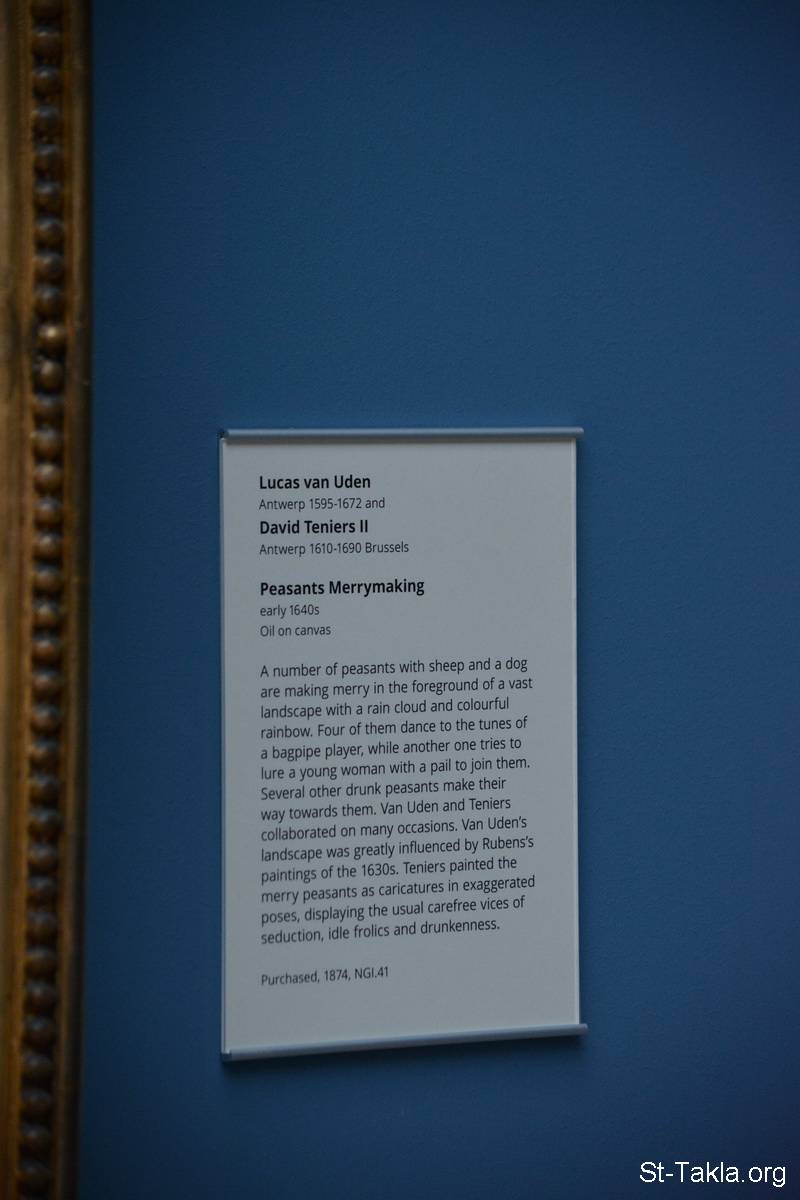 Lucas van Uden
Antwerp 1595-1672 and
David Teniers II
Antwerp 1610-1690 Brussels
Peasants Merrymaking
early 1640s
Oil on canvas
A number of peasants with sheep and a dog
are making merry in the foreground of a vast
landscape with a rain cloud and colourful
rainbow. Four of them dance to the tunes of
a bagpipe player, while another one tries to
lure a young woman with a pail to join them.
Several other drunk peasants make their
way towards them. Van Uden and Teniers
collaborated on many occasions. Van Uden's
landscape was greatly influenced by Rubens's
paintings of the 1630s. Teniers painted the
merry peasants as caricatures in exaggerated
poses, displaying the usual carefree vices of
seduction, idle frolics and drunkenness.
Purchased, 1874, NGI.41
St-Takla.org